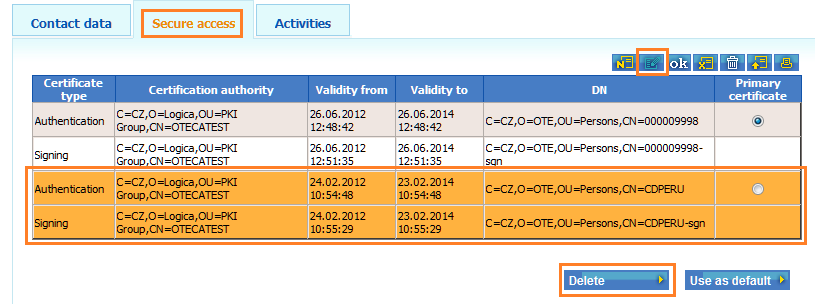 Contact data Secure access Activities
N ok
Certificate type Certification authority Validity from Validity to DN Primary certificate
Authentication C=CZ,O=Logica,OU=PKI Group,CN=OTECATEST 26.06.2012 12:48:42 26.06.2014 12:48:42 C=CZ,O=OTE,OU=Persons,CN=000009998
Signing C=CZ,O=Logica,OU=PKI Group,CN=OTECATEST 26.06.2012 12:51:35 26.06.2014 12:51:35 C=CZ,O=OTE,OU=Persons,CN=000009998-sgn
Authentication C=CZ,O=Logica,OU=PKI Group,CN=OTECATEST 24.02.2012 10:54:48 23.02.2014 10:54:48 C=CZ,O=OTE,OU=Persons,CN=CDPERU
Signing C=CZ,O=Logica,OU=PKI Group,CN=OTECATEST 24.02.2012 10:55:29 23.02.2014 10:55:29 C=CZ,O=OTE,OU=Persons,CN=CDPERU-sgn
Delete Use as default